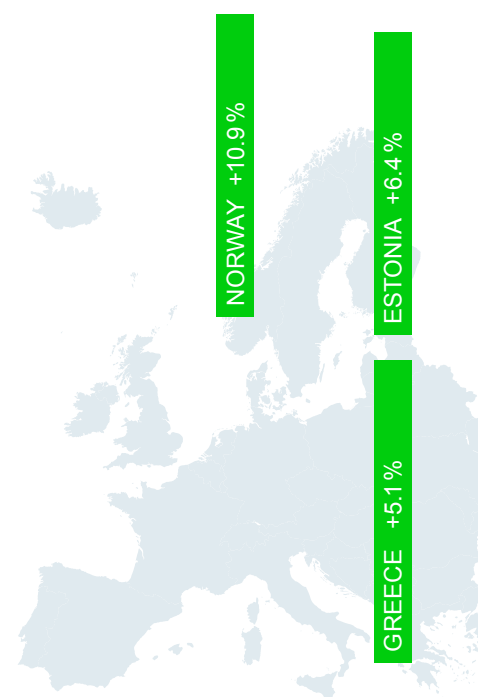 NORWAY +10.9 %
ESTONIA +6.4 %
GREECE +5.1 %